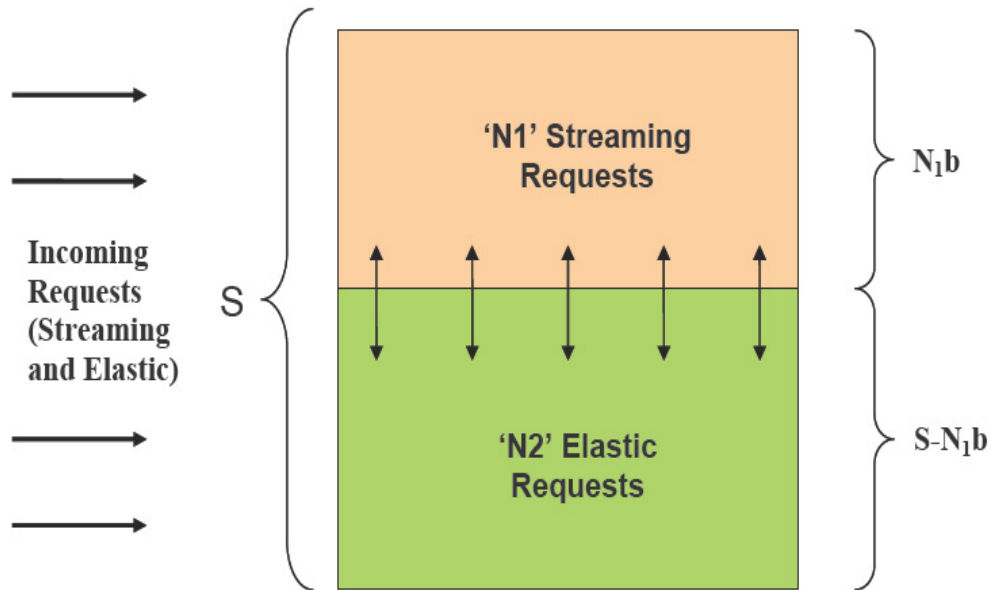 Incoming
Requests
(Streaming
and Elastic)
S
‘N1’ Streaming
Requests
‘N2’ Elastic
Requests
N₁b
S-N₁b